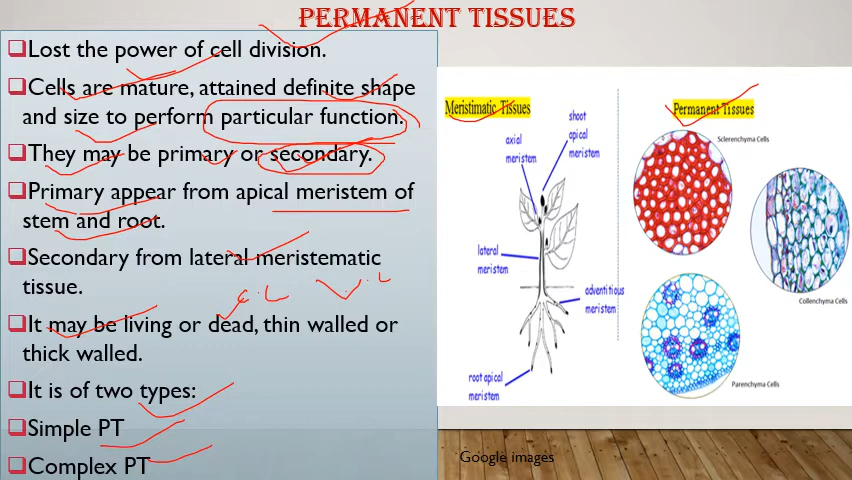 PERMANENT TISSUES
Lost the power of cell division.
Cells are mature, attained definite shape
and size to perform particular function.
They may be primary or secondary.
Primary appear from apical meristem of
stem and root.
Secondary from lateral meristematic
tissue.
It may be living or dead, thin walled or
thick walled.
It is of two types:
Simple PT
Complex PT
Meristimatic Tissues
shoot
apical
meristem
axial
meristem
lateral
meristem
adventitious
meristem
root apical
meristem
Permanent Tissues
Sclerenchyma Cells
Collenchyma Cells
Parenchyma Cells
Google images